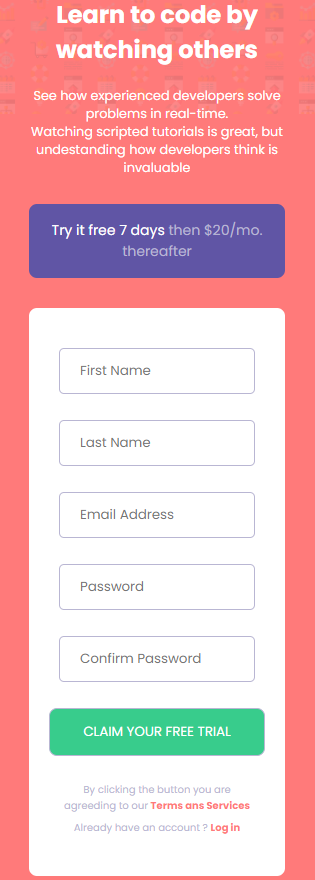 Learn to code by
watching others
See how experienced developers solve
problems in real-time.
Watching scripted tutorials is great, but
undestanding how developers think is
invaluable
Try it free 7 days then $20/mo.
thereafter
First Name
Last Name
Email Address
Password
Confirm Password
CLAIM YOUR FREE TRIAL
By clicking the button you are
agreeding to our Terms ans Services
Already have an account ? Log in